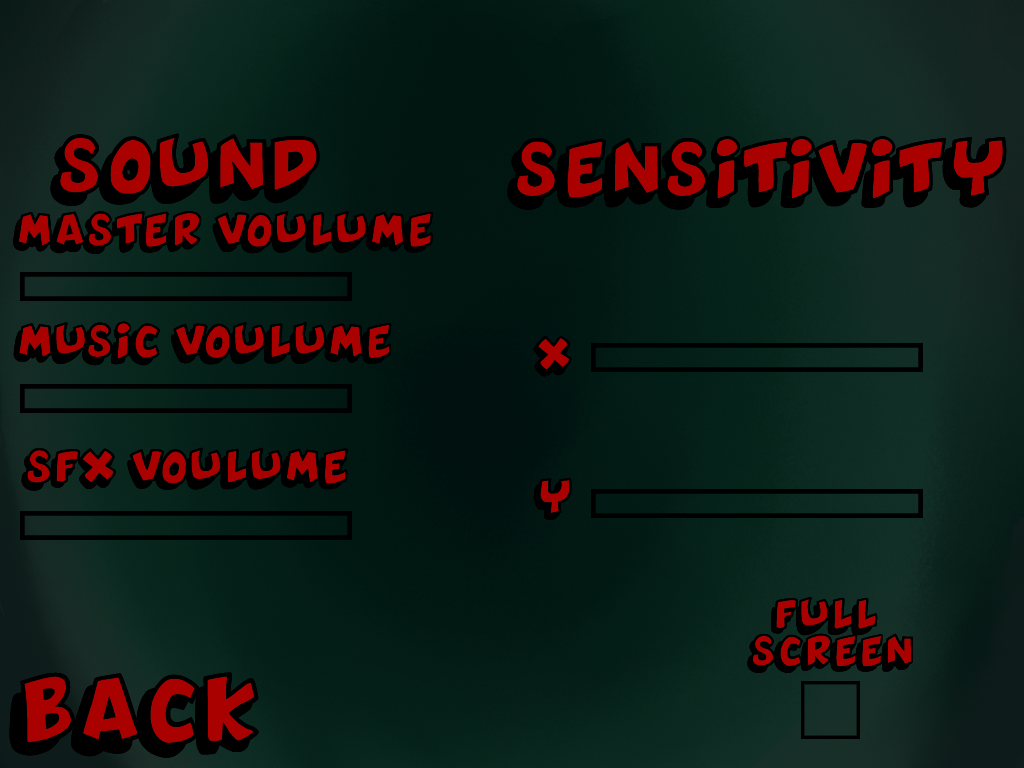 SOUND
MASTER VOULUME
MUSiC VOULUME
SFX VOULUME
SENSiTiViTY
X
Y
FULL
SCREEN
BACK